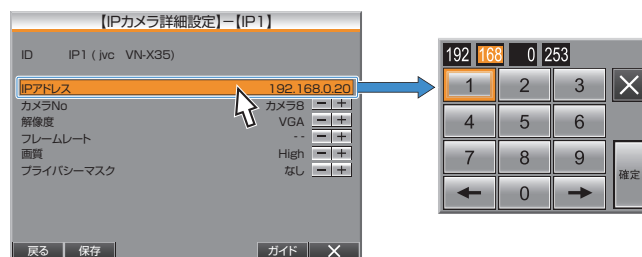 【IPカメラ詳細設定】−【IP1】
ID IP1 ( jvc VN-X35)
IPアドレス 192.168.0.20
カメラNo カメラ8 − +
解像度 VGA − +
フレームレート - - − +
画質 High − +
プライバシーマスク なし − +
戻る 保存 ガイド X
192 168 0 253
1 2 3 X
4 5 6
7 8 9
確定
← 0 →